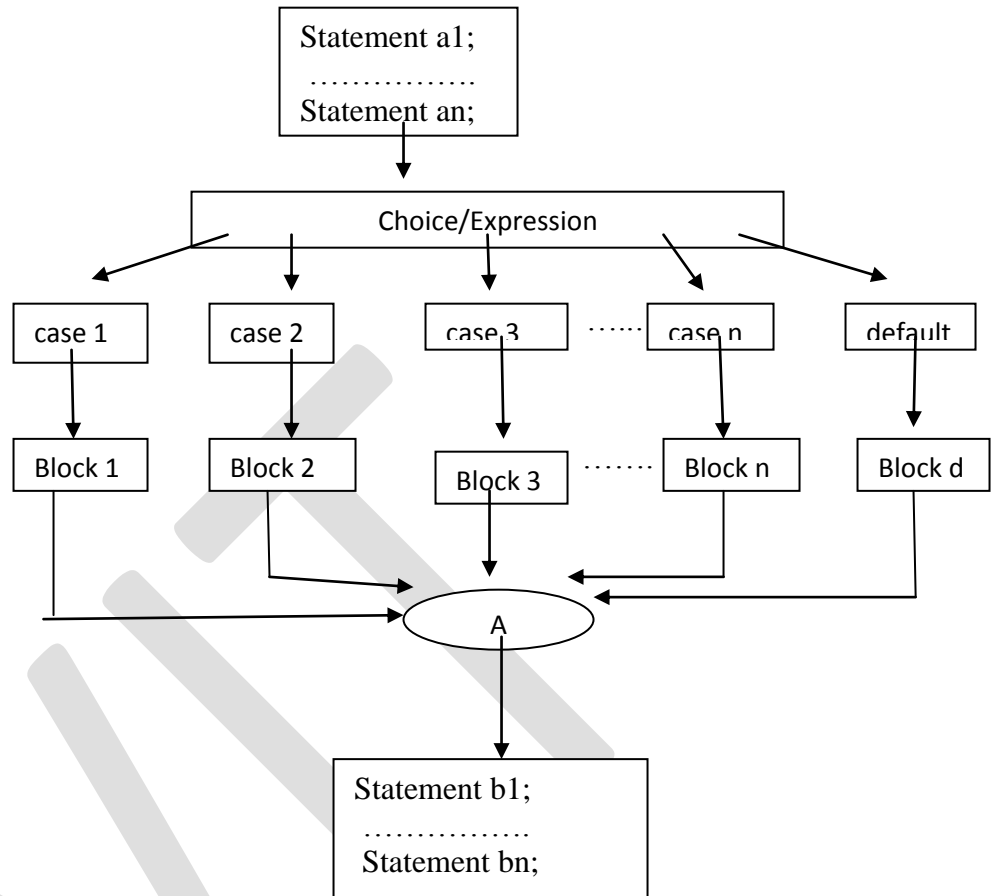 Statement a1;
…………….
Statement an;
Choice/Expression
case 1 case 2 case 3 …… case n default
Block 1 Block 2 Block 3 ……. Block n Block d
A
Statement b1;
…………….
Statement bn;